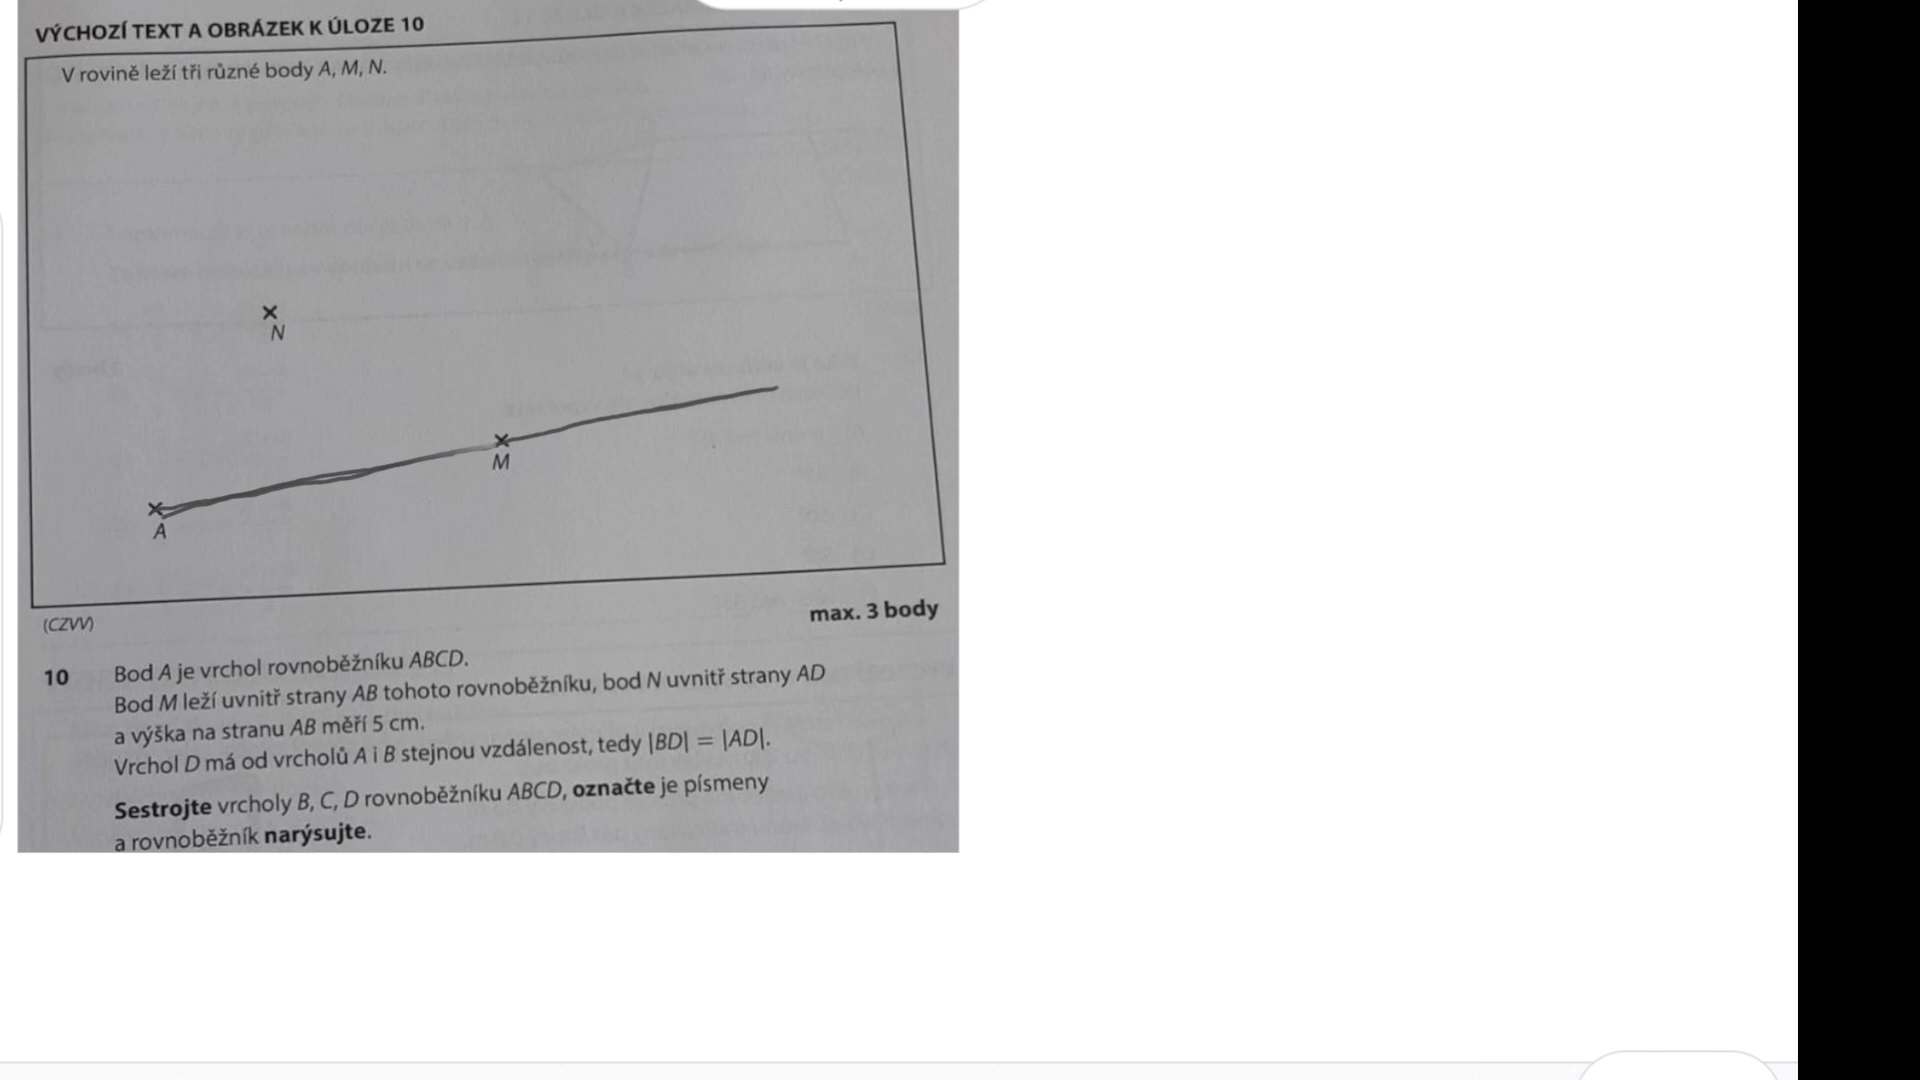 VÝCHOZÍ TEXT A OBRÁZEK K ÚLOZE 10
V rovině leží tři různé body A, M, N.
N
M
A
(CZVV)
max. 3 body
10 Bod A je vrchol rovnoběžníku ABCD.
Bod M leží uvnitř strany AB tohoto rovnoběžníku, bod N uvnitř strany AD
a výška na stranu AB měří 5 cm.
Vrchol D má od vrcholů A i B stejnou vzdálenost, tedy |BD| = |AD|.
Sestrojte vrcholy B, C, D rovnoběžníku ABCD, označte je písmeny
a rovnoběžník narýsujte.